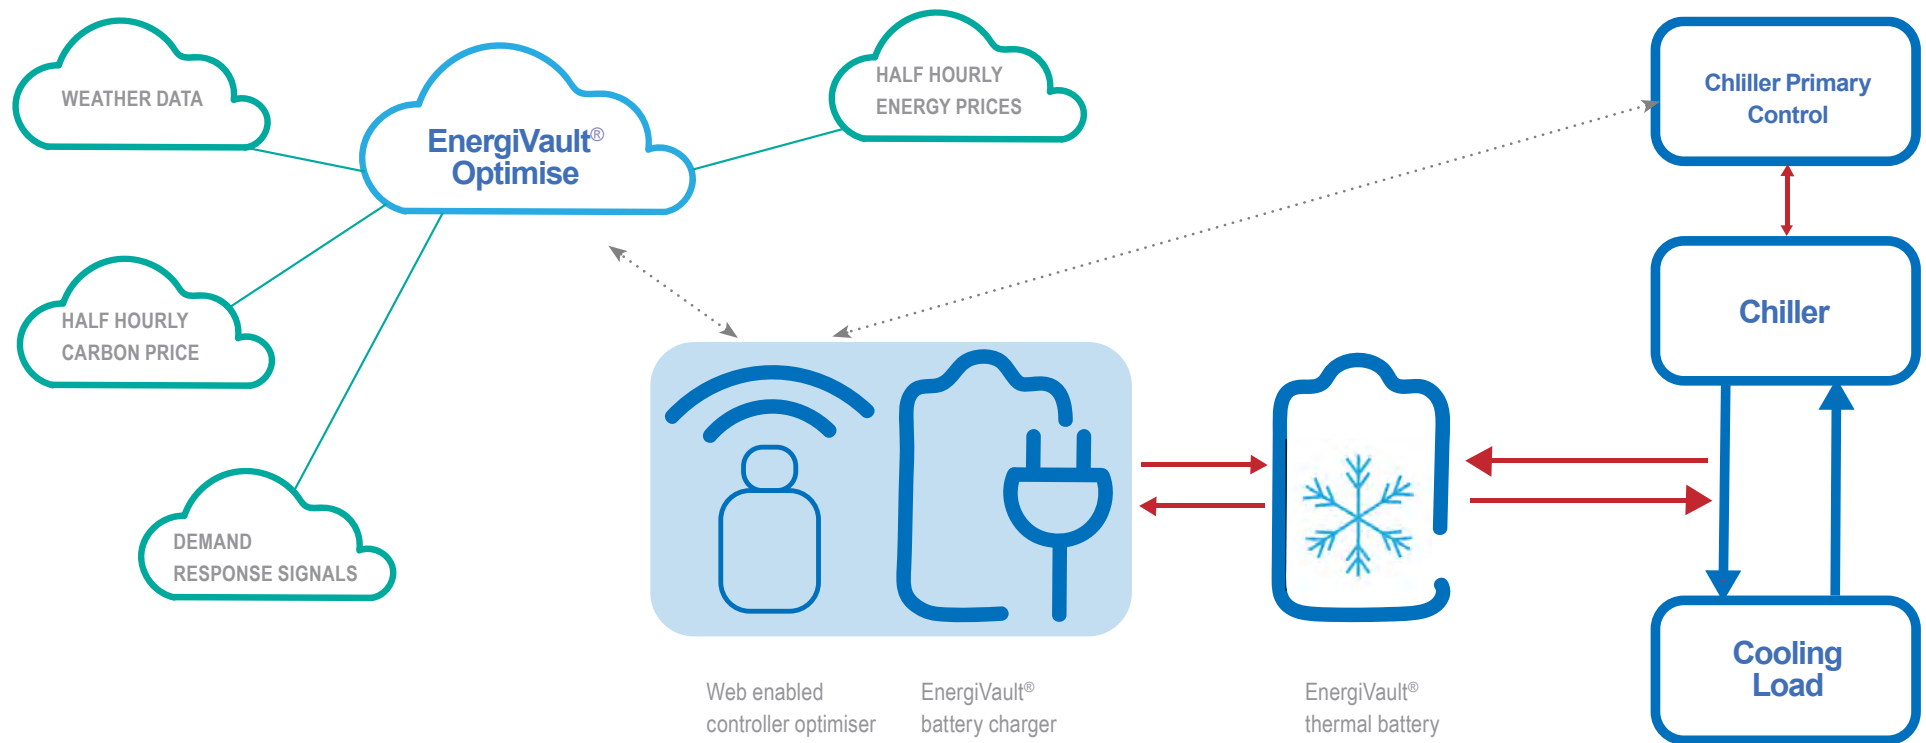 WEATHER DATA
EnergiVault®
Optimise
HALF HOURLY
ENERGY PRICES
Chliller Primary
Control
HALF HOURLY
CARBON PRICE
Chiller
DEMAND
RESPONSE SIGNALS
Cooling
Load
Web enabled
controller optimiser
EnergiVault®
battery charger
EnergiVault®
thermal battery